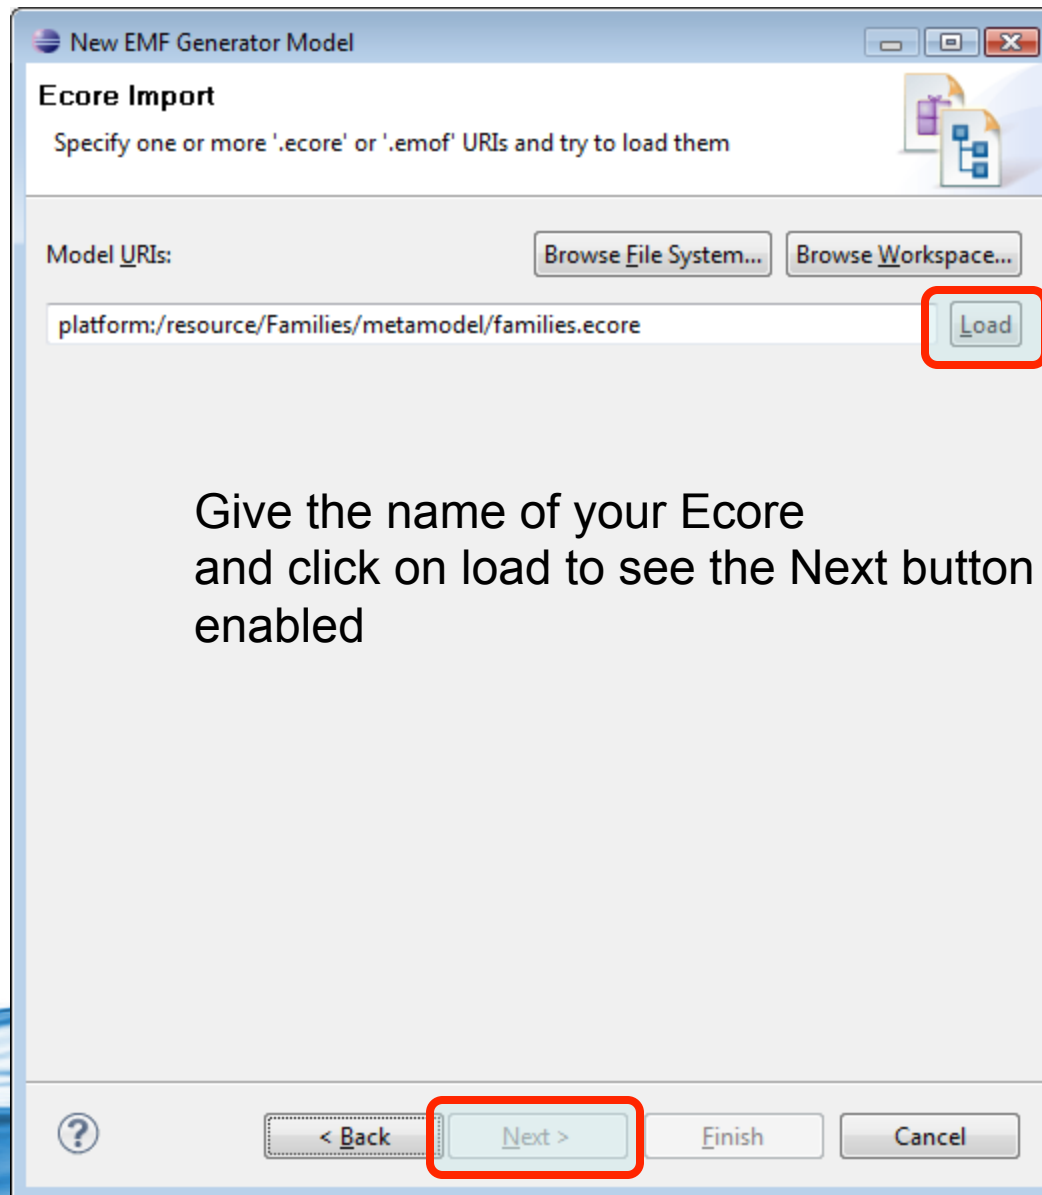 New EMF Generator Model
Ecore Import
Specify one or more '.ecore' or '.emof' URIs and try to load them
Model URIs:
Browse File System...
Browse Workspace...
platform:/resource/Families/metamodel/families.ecore
Load
Give the name of your Ecore
and click on load to see the Next button
enabled
?
< Back
Next >
Finish
Cancel